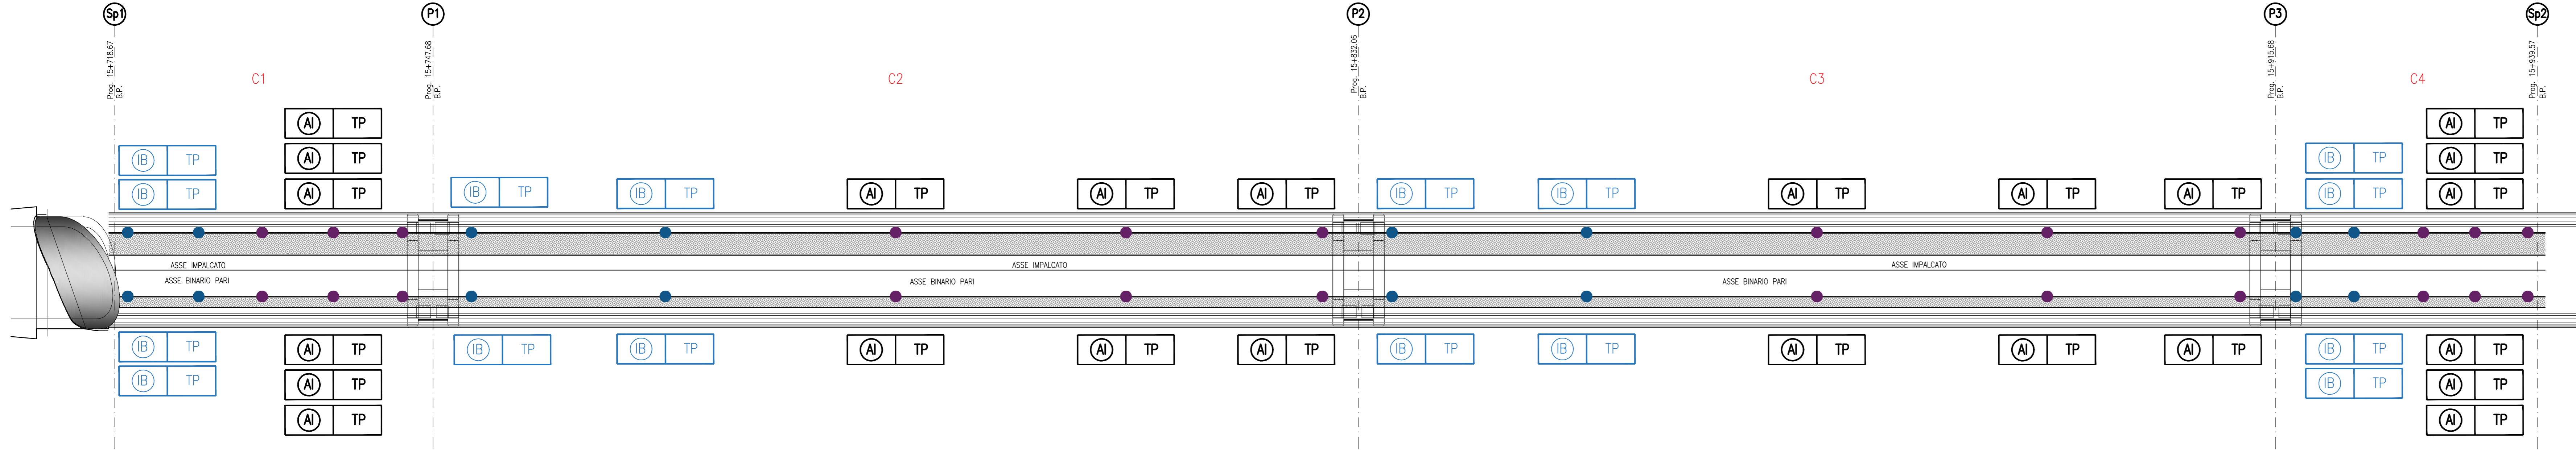 Sp1 P1 P2 P3 Sp2
Prog. 15+718.67
B.P.
Prog. 15+747.68
B.P.
Prog. 15+832.06
B.P.
Prog. 15+915.68
B.P.
Prog. 15+939.57
B.P.
C1 C2 C3 C4
AI TP AI TP
IB TP AI TP IB TP AI TP
IB TP AI TP IB TP IB TP AI TP AI TP AI TP IB TP IB TP AI TP AI TP AI TP IB TP AI TP
ASSE IMPALCATO ASSE IMPALCATO ASSE IMPALCATO
ASSE BINARIO PARI ASSE BINARIO PARI ASSE BINARIO PARI
IB TP AI TP IB TP IB TP AI TP AI TP AI TP IB TP IB TP AI TP AI TP AI TP IB TP AI TP
IB TP AI TP IB TP AI TP
AI TP AI TP